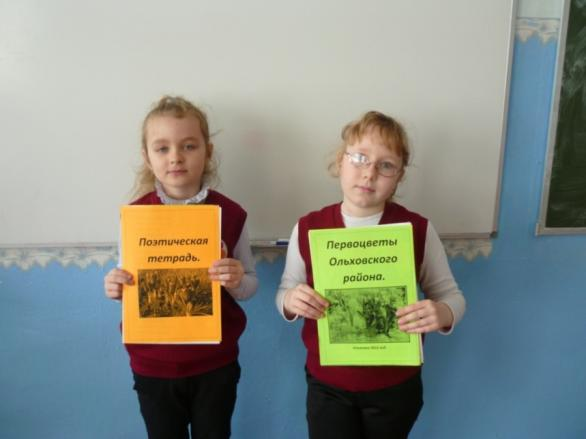 Поэтическая
тетрадь.
Первоцветы
Ольховского
района.